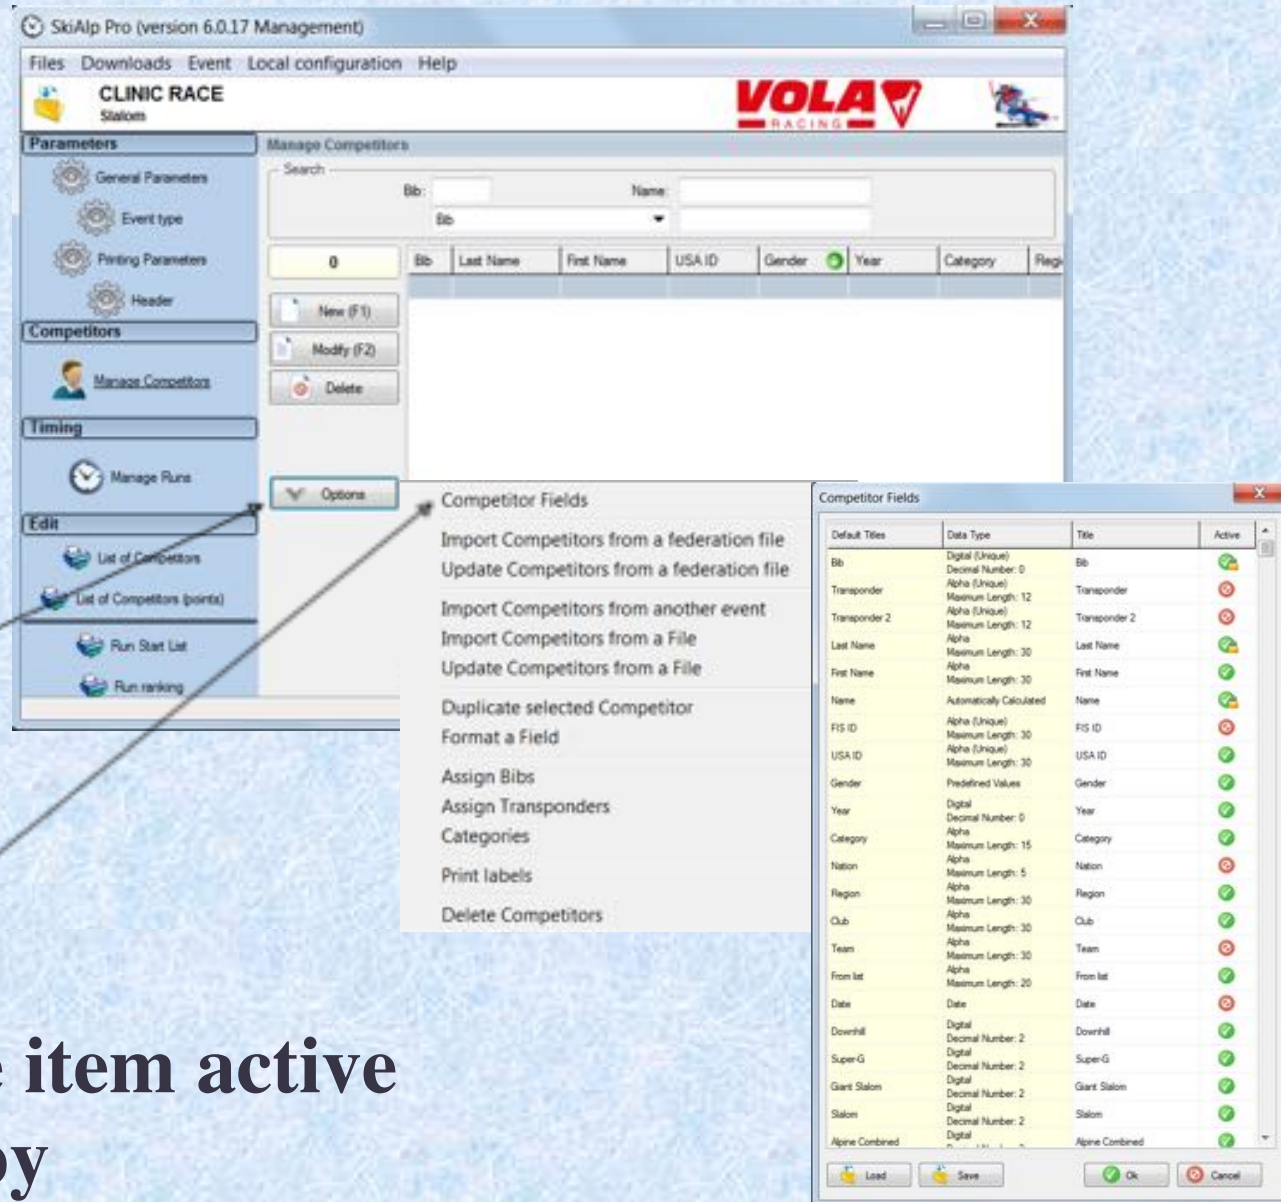 SkiAlp Pro (version 6.0.17 Management)
Files Downloads Event Local configuration Help
CLINIC RACE
Slalom
VOLA
RACING
Parameters
General Parameters
Event type
Printing Parameters
Header
Competitors
Manage Competitors
Timing
Manage Runs
Edit
List of Competitors
List of Competitors (points)
Run Start List
Run ranking
Manage Competitors
Search
Bib: Name:
Bib
0
Bib Last Name First Name USA ID Gender Year Category Regi
New (F1)
Modify (F2)
Delete
Options
Competitor Fields
Import Competitors from a federation file
Update Competitors from a federation file
Import Competitors from another event
Import Competitors from a File
Update Competitors from a File
Duplicate selected Competitor
Format a Field
Assign Bibs
Assign Transponders
Categories
Print labels
Delete Competitors
Competitor Fields
Default Titles Data Type Title Active
Bib Digital (Unique) Bib
Decimal Number: 0
Transponder Alpha (Unique) Transponder
Maximum Length: 12
Transponder 2 Alpha (Unique) Transponder 2
Maximum Length: 12
Last Name Alpha Last Name
Maximum Length: 30
First Name Alpha First Name
Maximum Length: 30
Name Automatically Calculated Name
FIS ID Alpha (Unique) FIS ID
Maximum Length: 30
USA ID Alpha (Unique) USA ID
Maximum Length: 30
Gender Predefined Values Gender
Year Digital Year
Decimal Number: 0
Category Alpha Category
Maximum Length: 15
Nation Alpha Nation
Maximum Length: 5
Region Alpha Region
Maximum Length: 30
Club Alpha Club
Maximum Length: 30
Team Alpha Team
Maximum Length: 30
From list Alpha From list
Maximum Length: 20
Date Date Date
Downhill Digital Downhill
Decimal Number: 2
Super-G Digital Super-G
Decimal Number: 2
Giant Slalom Digital Giant Slalom
Decimal Number: 2
Slalom Digital Slalom
Decimal Number: 2
Alpine Combined Digital Alpine Combined
Load Save Ok Cancel
e item active
by